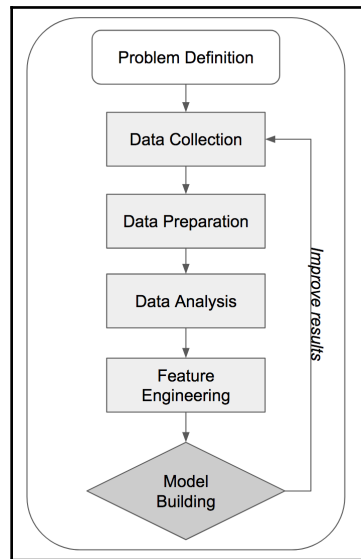 Problem Definition
Data Collection
Data Preparation
Data Analysis
Feature
Engineering
Model
Building
Improve results